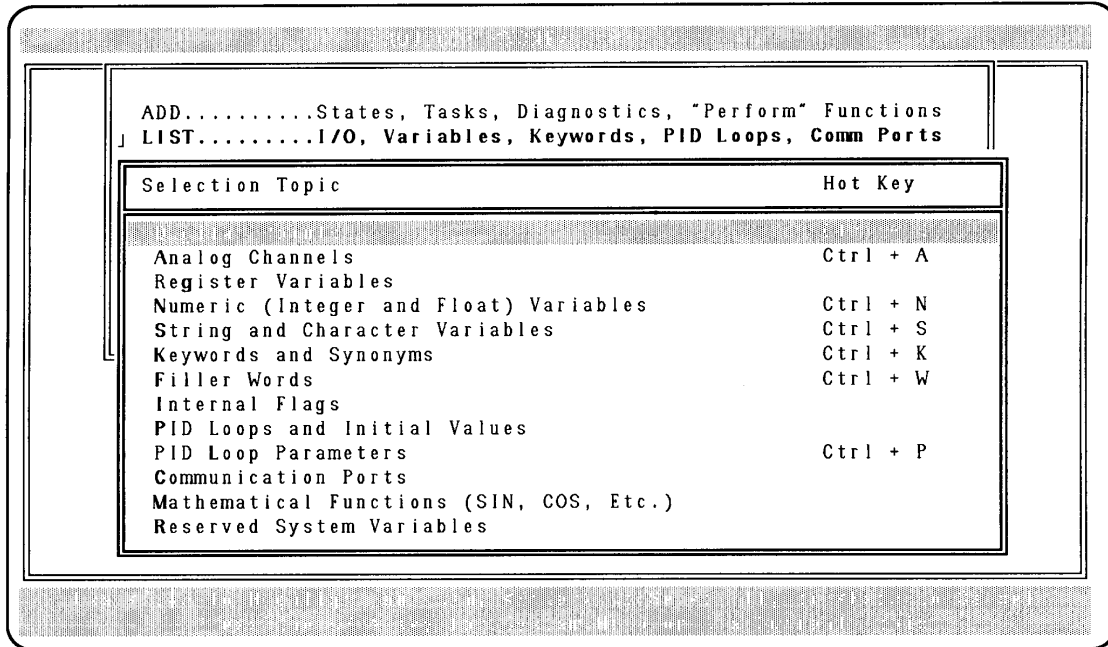 ADD..........States, Tasks, Diagnostics, "Perform" Functions
LIST.........I/O, Variables, Keywords, PID Loops, Comm Ports
Selection Topic Hot Key
Analog Channels Ctrl + A
Register Variables
Numeric (Integer and Float) Variables Ctrl + N
String and Character Variables Ctrl + S
Keywords and Synonyms Ctrl + K
Filler Words Ctrl + W
Internal Flags
PID Loops and Initial Values
PID Loop Parameters Ctrl + P
Communication Ports
Mathematical Functions (SIN, COS, Etc.)
Reserved System Variables